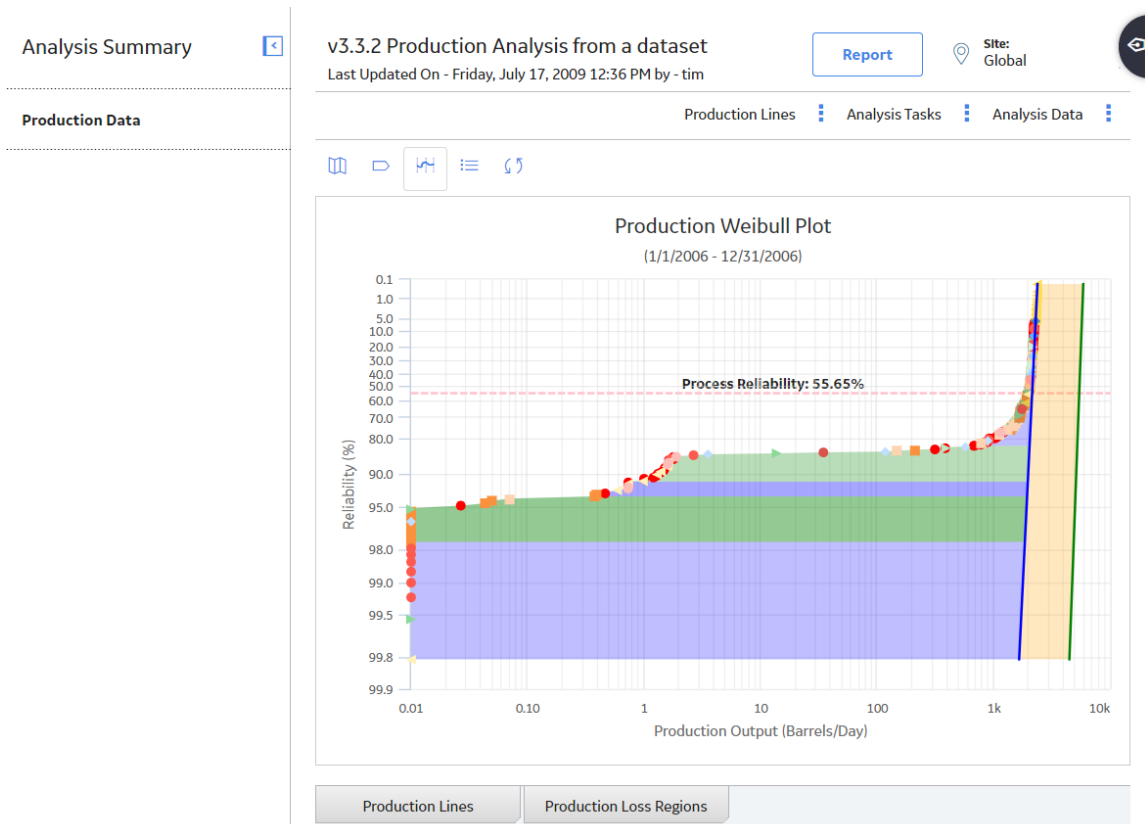 Analysis Summary
Production Data
v3.3.2 Production Analysis from a dataset
Last Updated On - Friday, July 17, 2009 12:36 PM by - tim
Report
Site:
Global
Production Lines
Analysis Tasks
Analysis Data
Production Weibull Plot
(1/1/2006 - 12/31/2006)
Reliability (%)
0.1
1.0
5.0
10.0
20.0
30.0
40.0
50.0
60.0
70.0
80.0
90.0
95.0
98.0
99.0
99.5
99.8
99.9
Process Reliability: 55.65%
0.01 0.10 1 10 100 1k 10k
Production Output (Barrels/Day)
Production Lines
Production Loss Regions